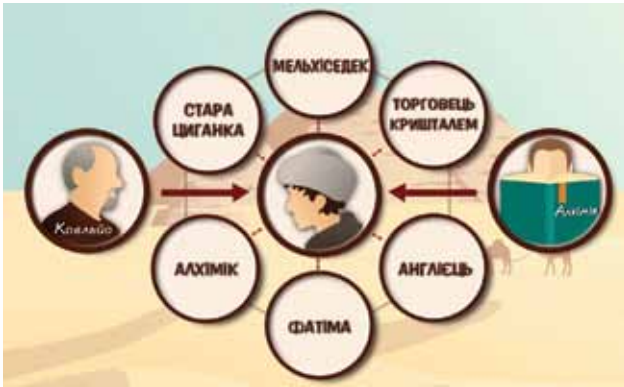 МЕЛЬХІСЕДЕК
СТАРА
ЦИГАНКА
ТОРГОВЕЦЬ
КРИШТАЛЕМ
Коельйо
Алхімік
АЛХІМІК
АНГЛІЄЦЬ
ФАТІМА